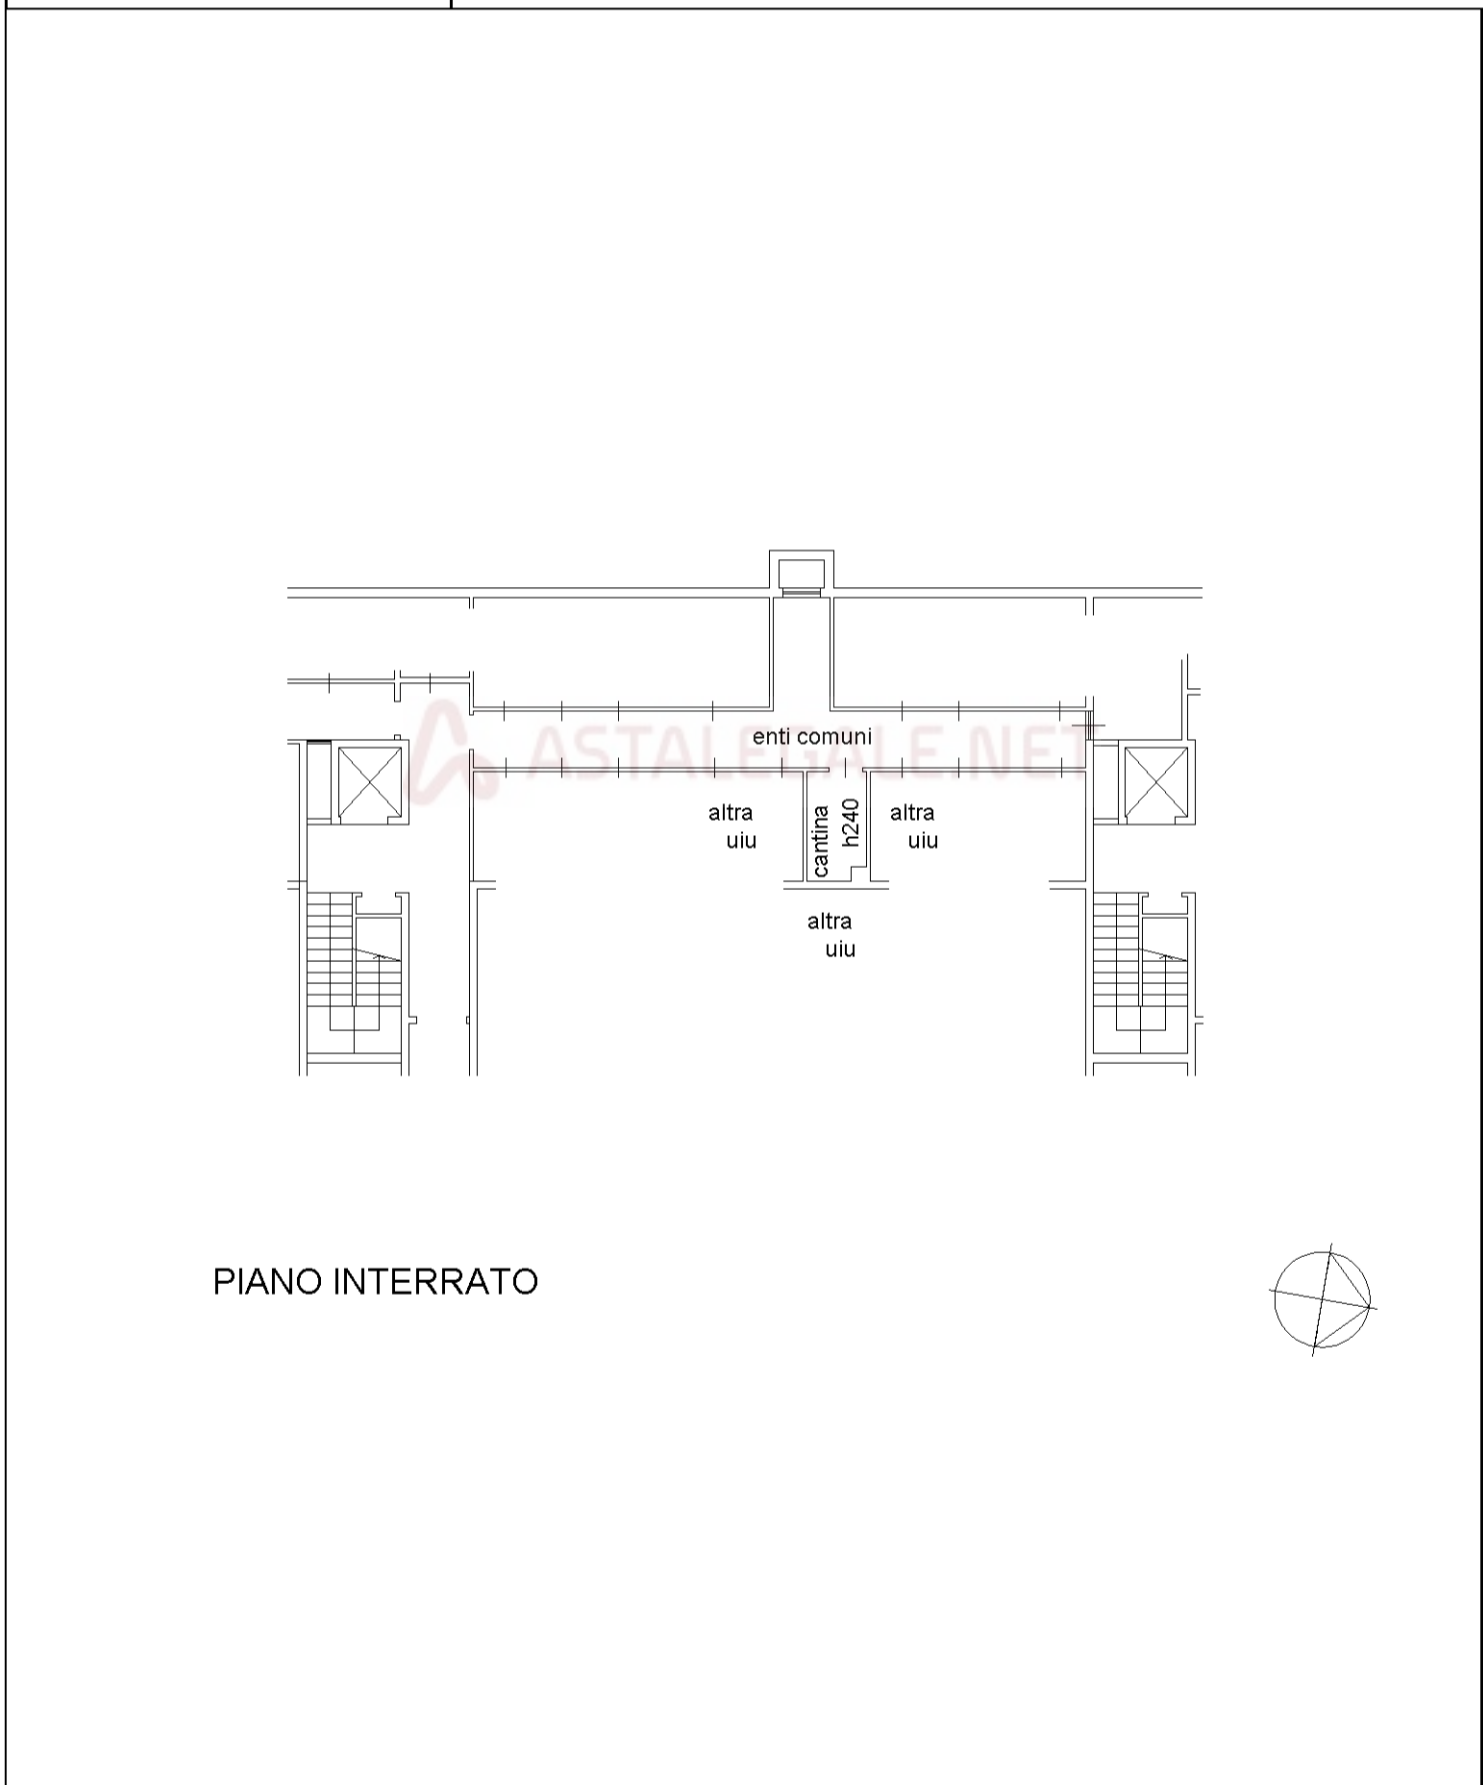 ASTALEGALE.NET
enti comuni
altra
uiu
cantina
h240
altra
uiu
altra
uiu
PIANO INTERRATO